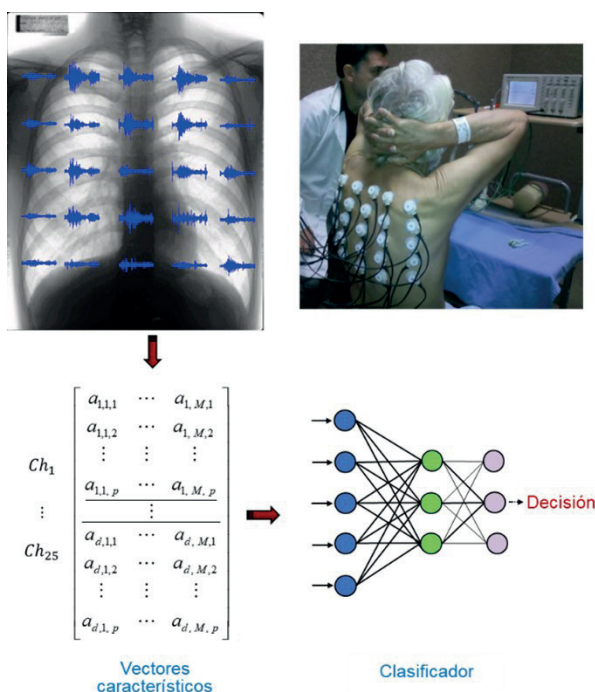 a1,1,1 ⋯ a1, M,1
a1,1,2 ⋯ a1, M,2
⋮ ⋮ ⋮
Ch1 a1,1, p ⋯ a1, M, p
⋮ ⋮
Ch25 ad,1,1 ⋯ ad, M,1
ad,1,2 ⋯ ad, M,2
⋮ ⋮ ⋮
ad,1, p ⋯ ad, M, p
Decisión
Vectores
característicos
Clasificador